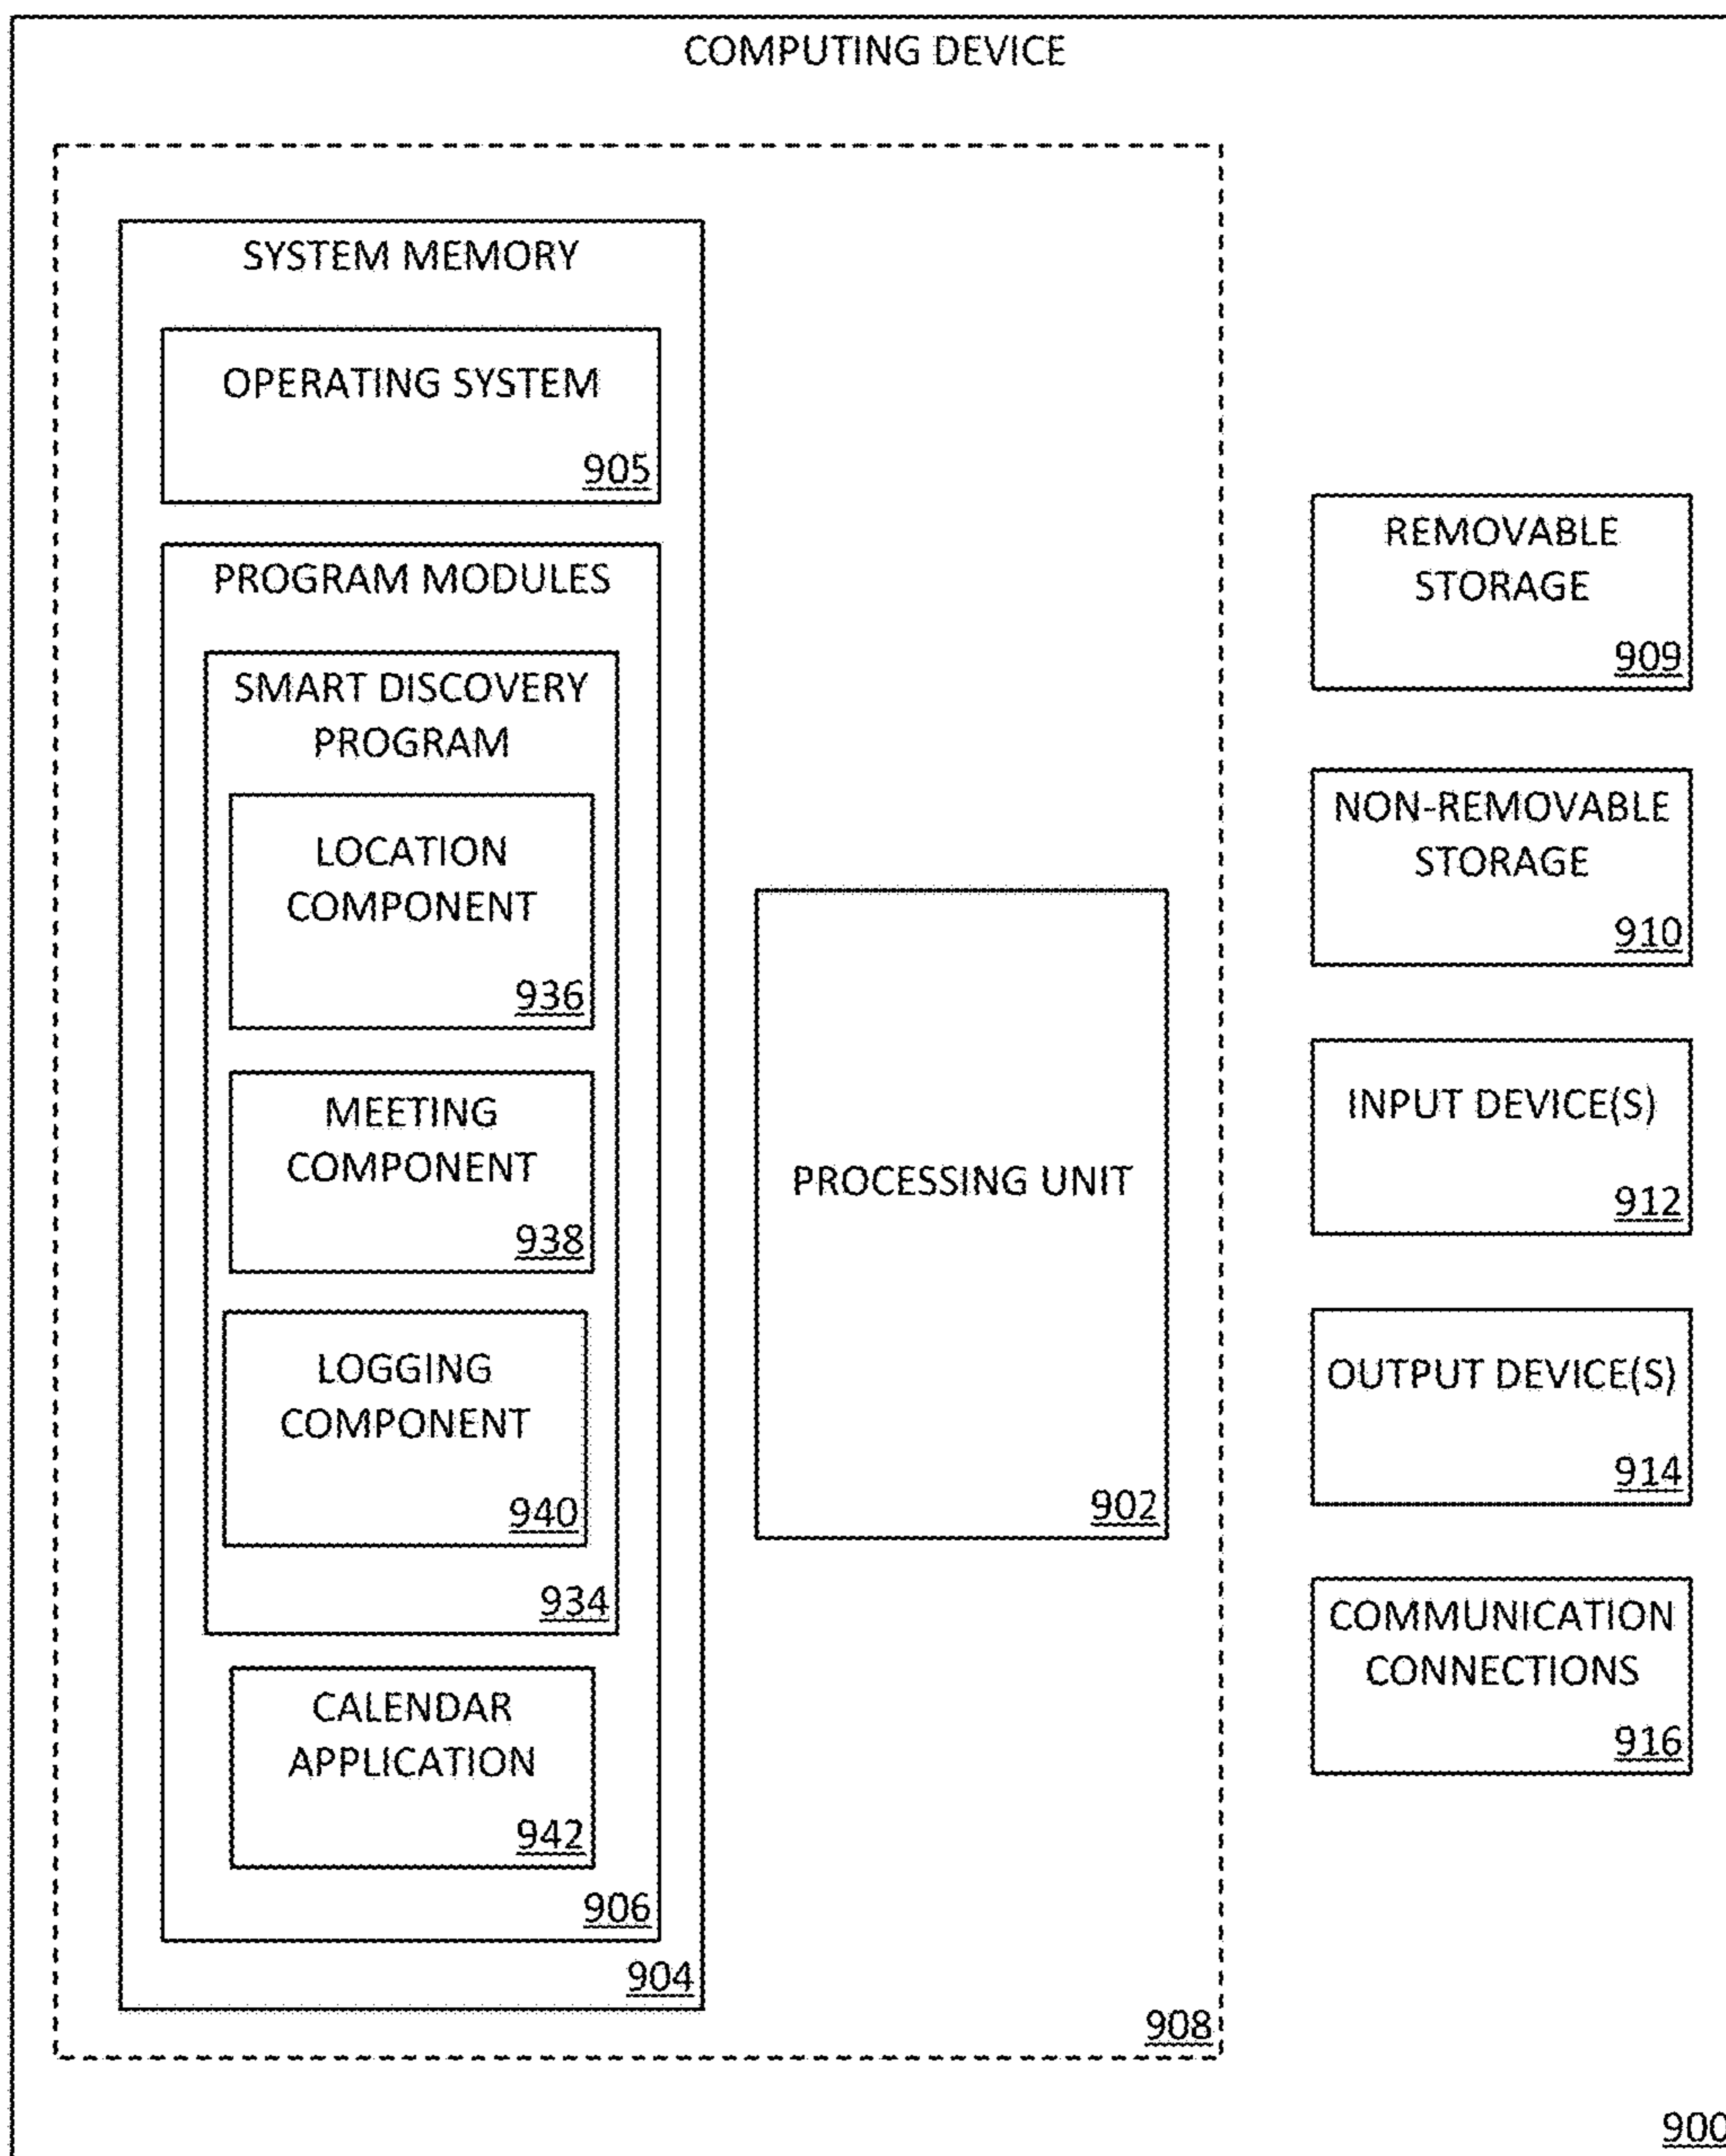 COMPUTING DEVICE
SYSTEM MEMORY
OPERATING SYSTEM
905
PROGRAM MODULES
SMART DISCOVERY
PROGRAM
LOCATION
COMPONENT
936
MEETING
COMPONENT
938
LOGGING
COMPONENT
940
934
CALENDAR
APPLICATION
942
906
904
PROCESSING UNIT
902
908
REMOVABLE
STORAGE
909
NON-REMOVABLE
STORAGE
910
INPUT DEVICE(S)
912
OUTPUT DEVICE(S)
914
COMMUNICATION
CONNECTIONS
916
900